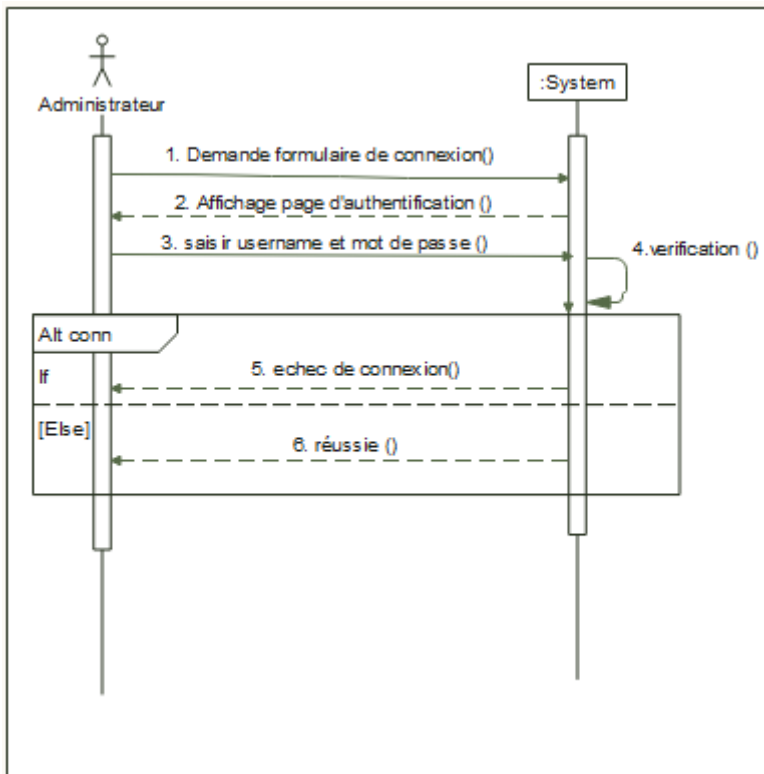 Administrateur
:System
1. Demande formulaire de connexion()
2. Affichage page d'authentification ()
3. saisir username et mot de passe ()
4.verification ()
Alt conn
If
5. echec de connexion()
[Else]
6. réussie ()